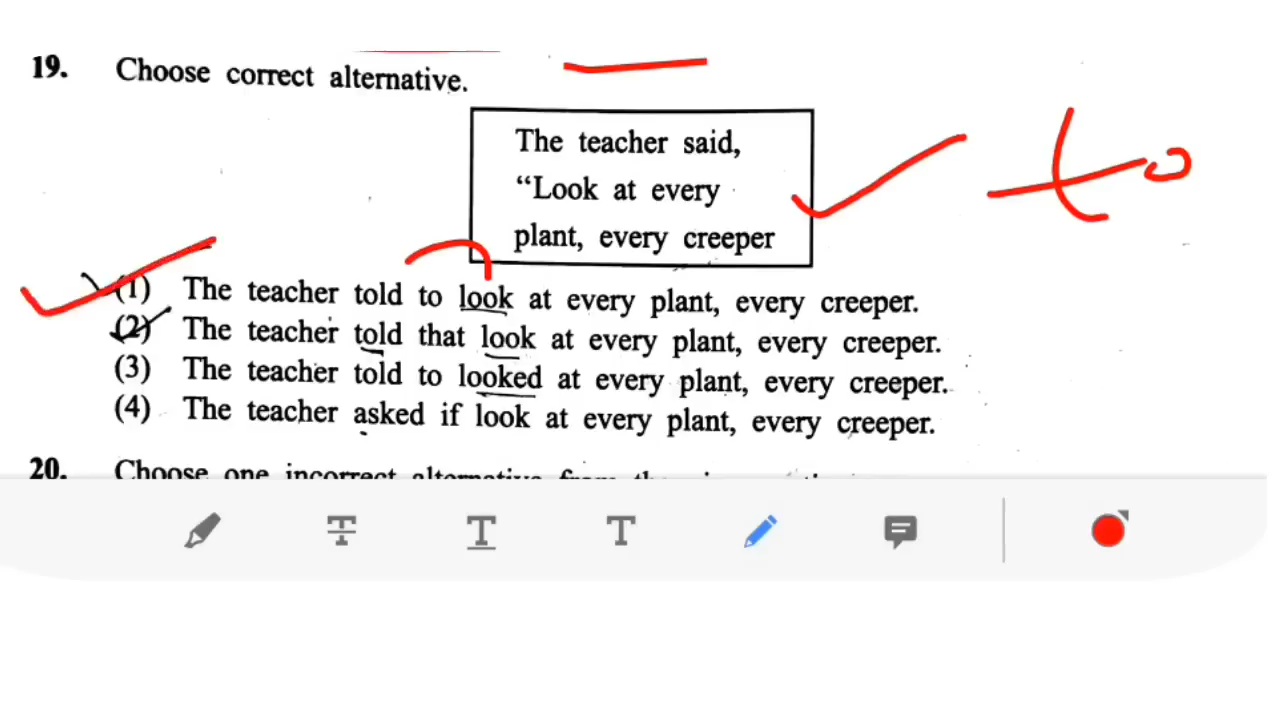 19. Choose correct alternative.
The teacher said,
“Look at every
plant, every creeper
to
(1) The teacher told to look at every plant, every creeper.
(2) The teacher told that look at every plant, every creeper.
(3) The teacher told to looked at every plant, every creeper.
(4) The teacher asked if look at every plant, every creeper.
20. Choose one incorrect alternative from the
T T T